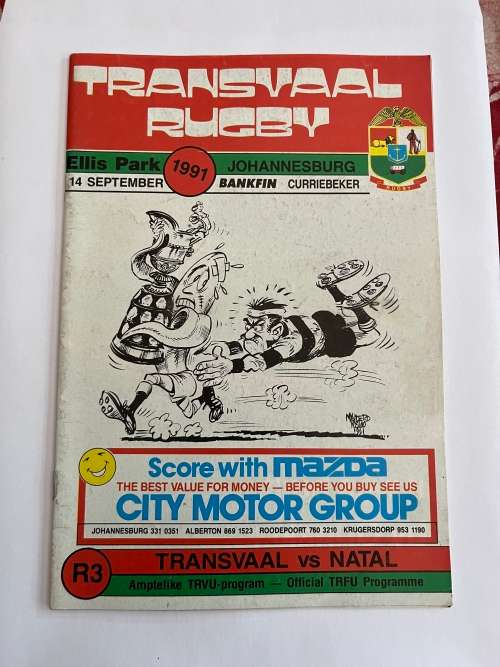 TRANSVAAL
RUGBY
Ellis Park 1991 JOHANNESBURG
14 SEPTEMBER BANKFIN CURRIEBEKER
RUGBY
Score with mazda
THE BEST VALUE FOR MONEY — BEFORE YOU BUY SEE US
CITY MOTOR GROUP
JOHANNESBURG 331 0351 ALBERTON 869 1523 ROODEPOORT 760 3210 KRUGERSDORP 953 1190
R3 TRANSVAAL vs NATAL
Amptelike TRVU-program — Official TRFU Programme